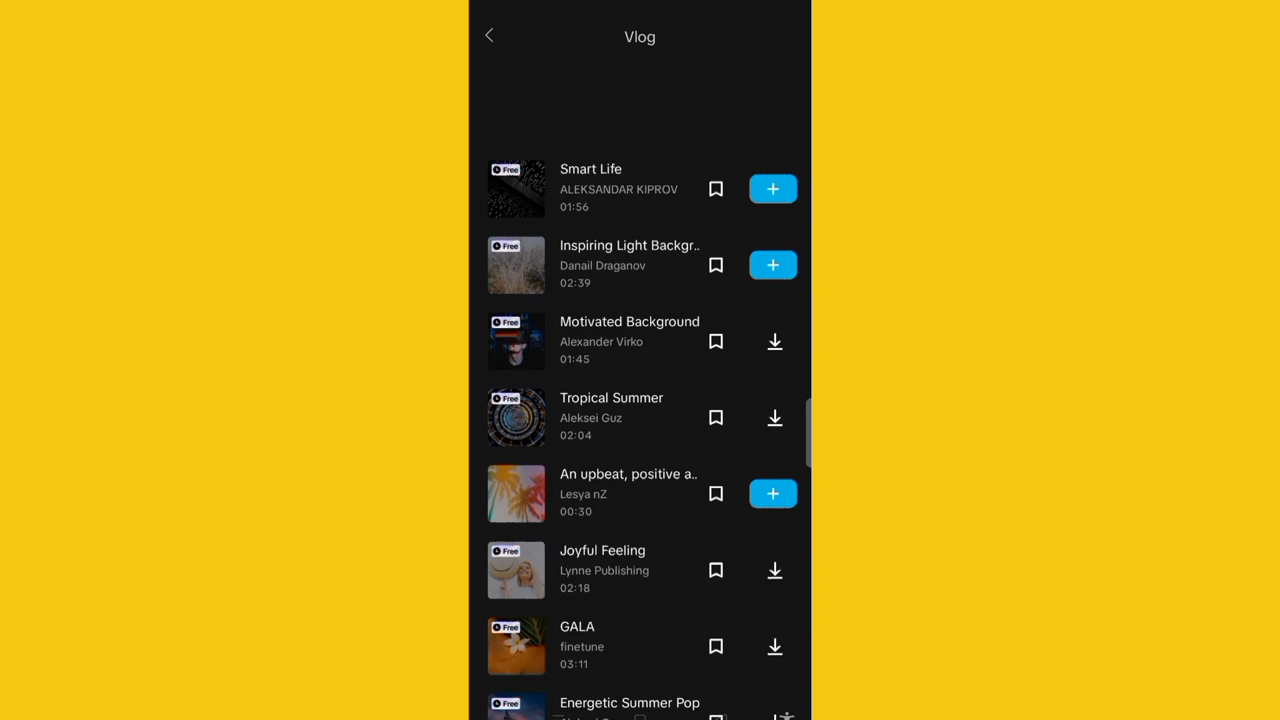 Vlog
Free
Smart Life
ALEKSANDAR KIPROV
01:56
Free
Inspiring Light Backgr..
Danail Draganov
02:39
Free
Motivated Background
Alexander Virko
01:45
Free
Tropical Summer
Aleksei Guz
02:04
An upbeat, positive a..
Lesya nZ
00:30
Free
Joyful Feeling
Lynne Publishing
02:18
Free
GALA
finetune
03:11
Free
Energetic Summer Pop